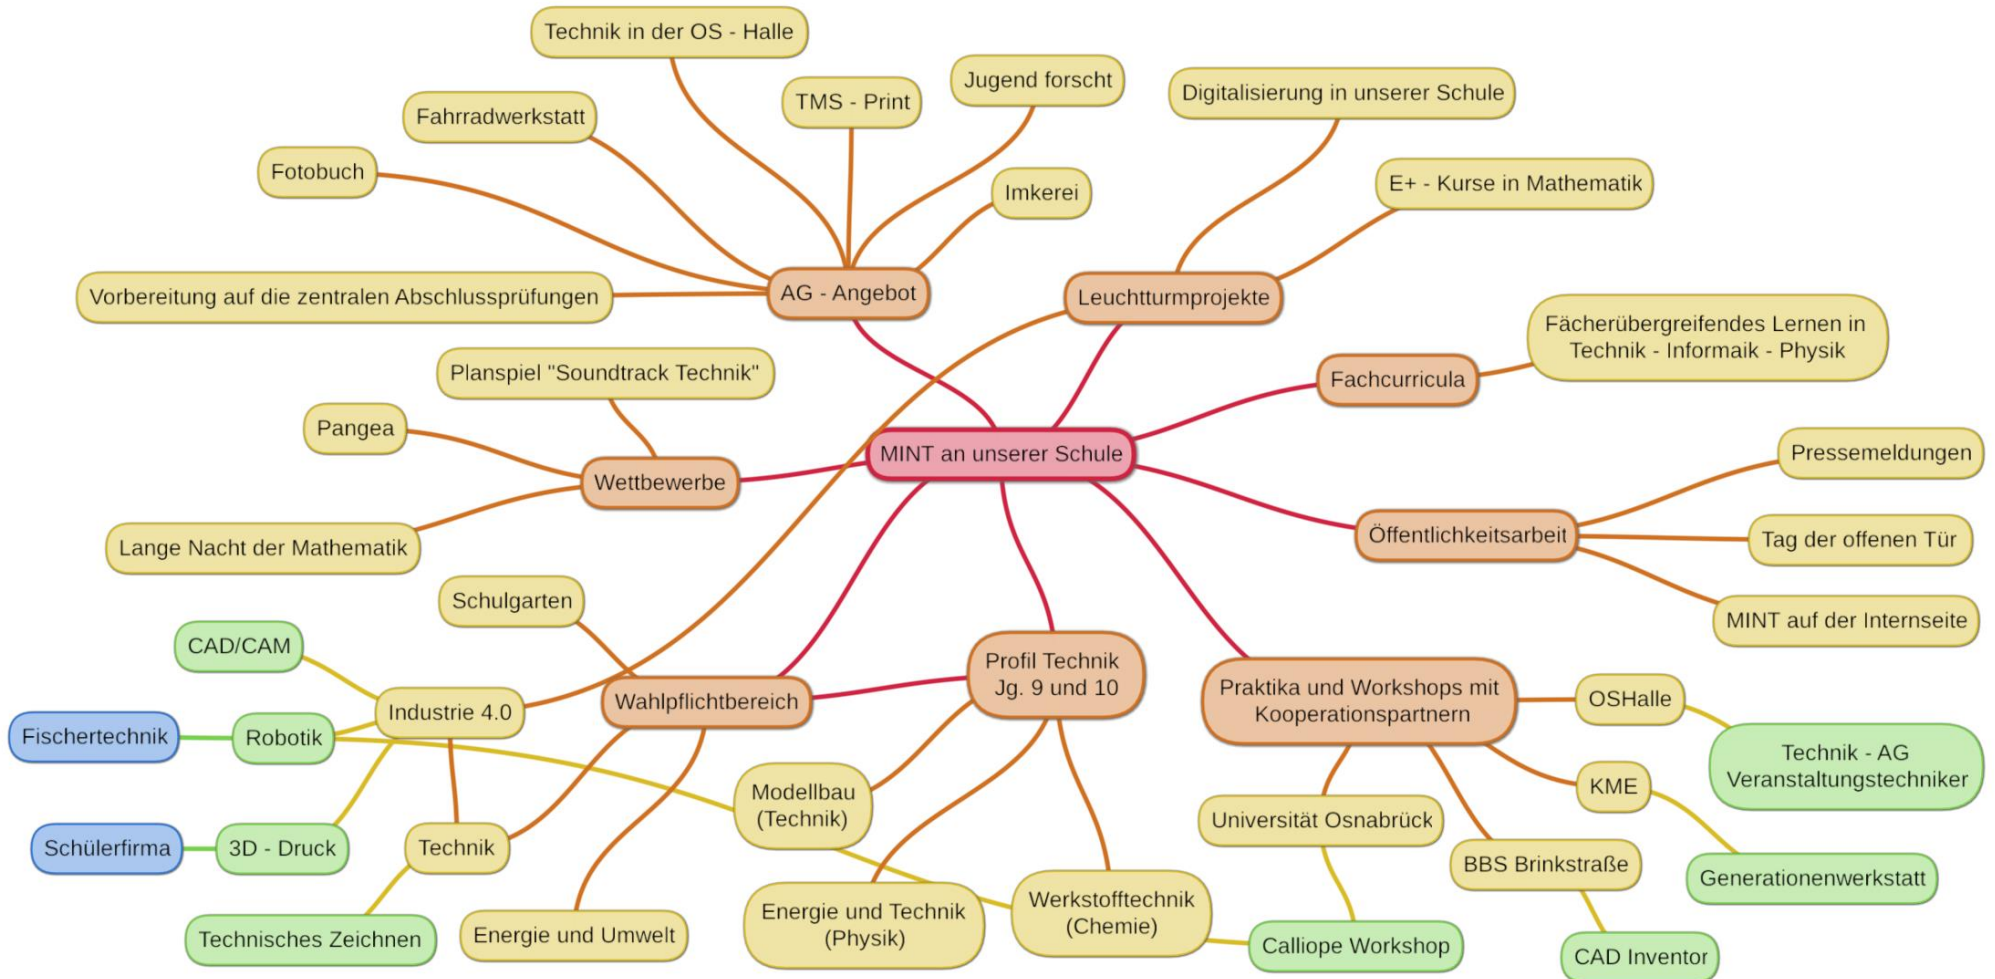 Technik in der OS - Halle
Jugend forscht
Digitalisierung in unserer Schule
TMS - Print
Fahrradwerkstatt
Fotobuch
E+ - Kurse in Mathematik
Imkerei
Vorbereitung auf die zentralen Abschlussprüfungen
AG - Angebot
Leuchtturmprojekte
Fächerübergreifendes Lernen in
Technik - Informaik - Physik
Planspiel "Soundtrack Technik"
Fachcurricula
Pangea
MINT an unserer Schule
Pressemeldungen
Wettbewerbe
Lange Nacht der Mathematik
Öffentlichkeitsarbeit
Tag der offenen Tür
Schulgarten
MINT auf der Internseite
CAD/CAM
Profil Technik
Jg. 9 und 10
Industrie 4.0
Wahlpflichtbereich
Praktika und Workshops mit
Kooperationspartnern
OSHalle
Fischertechnik
Robotik
Technik - AG
Veranstaltungstechniker
Modellbau
(Technik)
KME
Universität Osnabrück
Schülerfirma
3D - Druck
Technik
BBS Brinkstraße
Generationenwerkstatt
Technisches Zeichnen
Energie und Umwelt
Energie und Technik
(Physik)
Werkstofftechnik
(Chemie)
Calliope Workshop
CAD Inventor